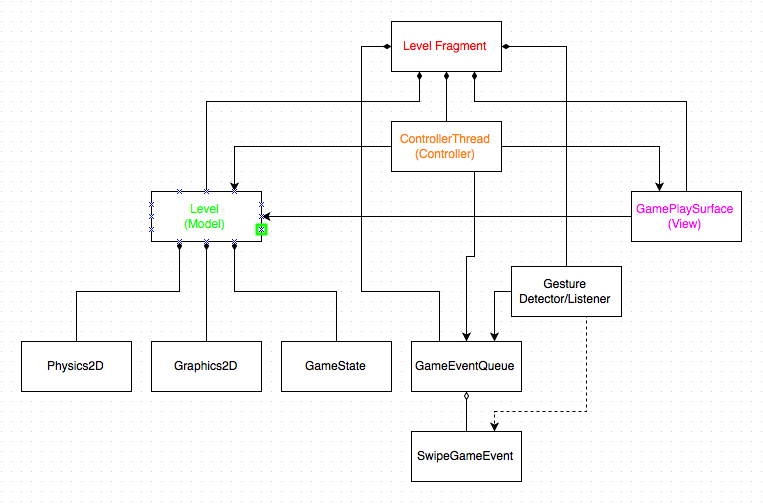 Level Fragment
ControllerThread
(Controller)
Level
(Model)
GamePlaySurface
(View)
Gesture
Detector/Listener
Physics2D
Graphics2D
GameState
GameEventQueue
SwipeGameEvent